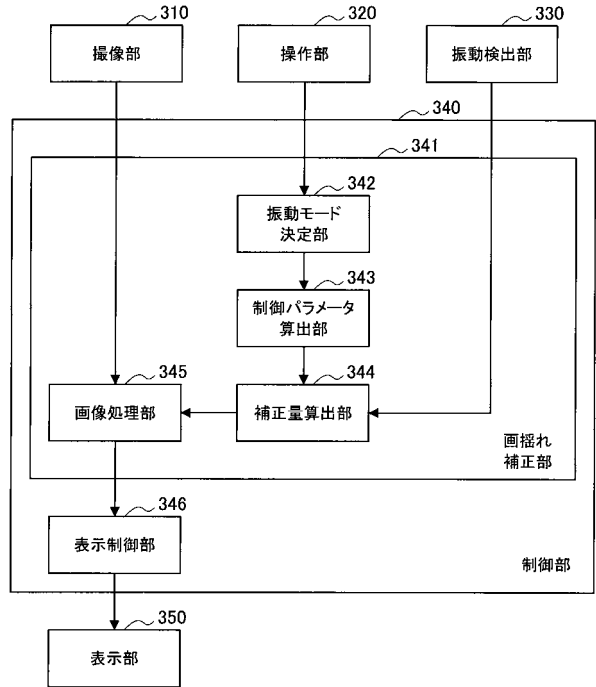 310
320
330
撮像部
操作部
振動検出部
340
341
342
振動モード
決定部
343
制御パラメータ
算出部
345
344
画像処理部
補正量算出部
画揺れ
補正部
346
表示制御部
制御部
350
表示部